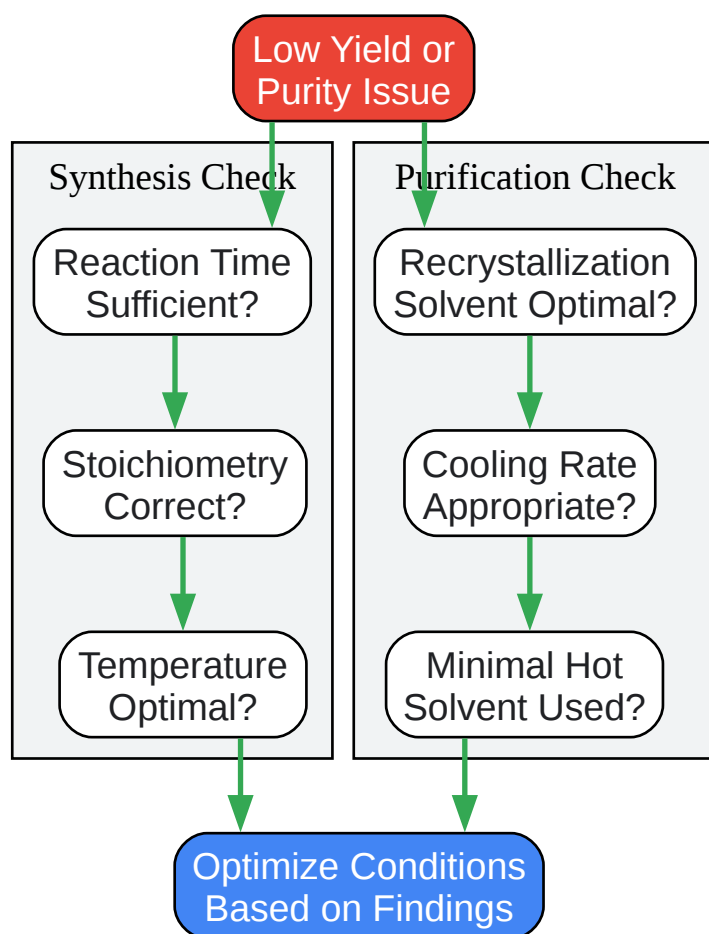 Low Yield or
Purity Issue
Synthesis Check
Reaction Time
Sufficient?
Stoichiometry
Correct?
Temperature
Optimal?
Purification Check
Recrystallization
Solvent Optimal?
Cooling Rate
Appropriate?
Minimal Hot
Solvent Used?
Optimize Conditions
Based on Findings